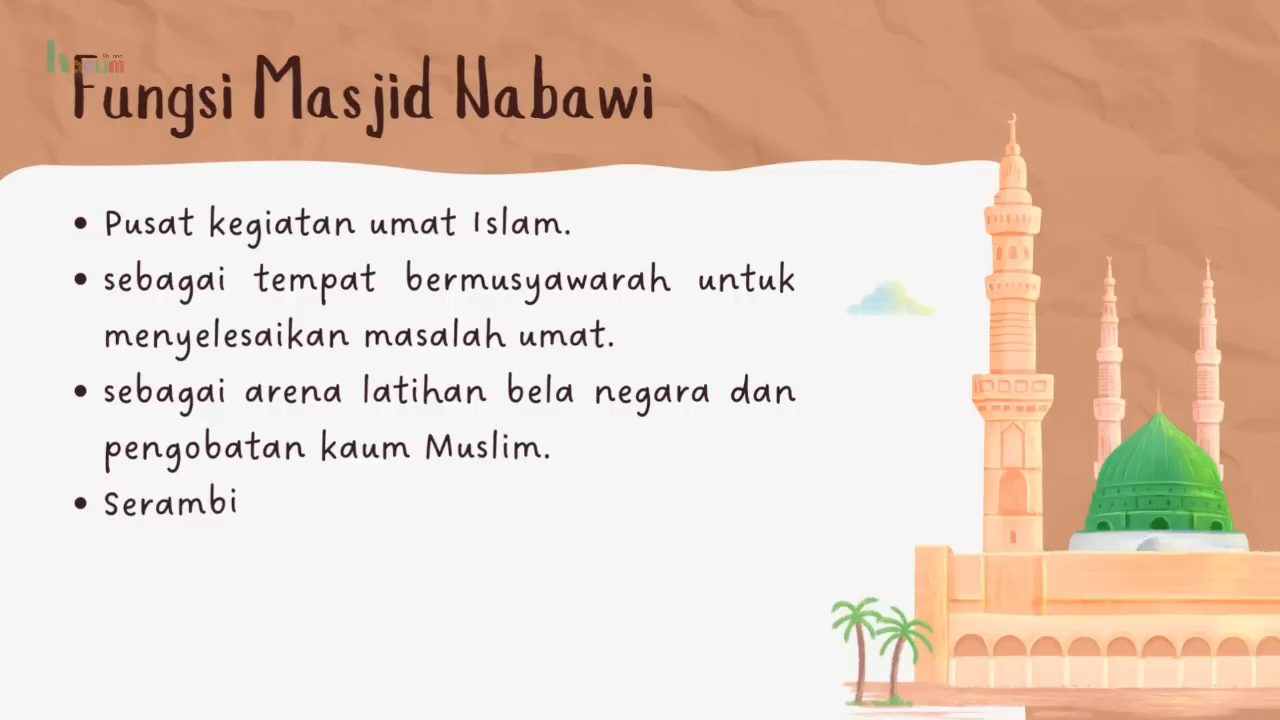 Fungsi Masjid Nabawi
• Pusat kegiatan umat Islam.
• sebagai tempat bermusyawarah untuk
menyelesaikan masalah umat.
• sebagai arena latihan bela negara dan
pengobatan kaum Muslim.
• Serambi